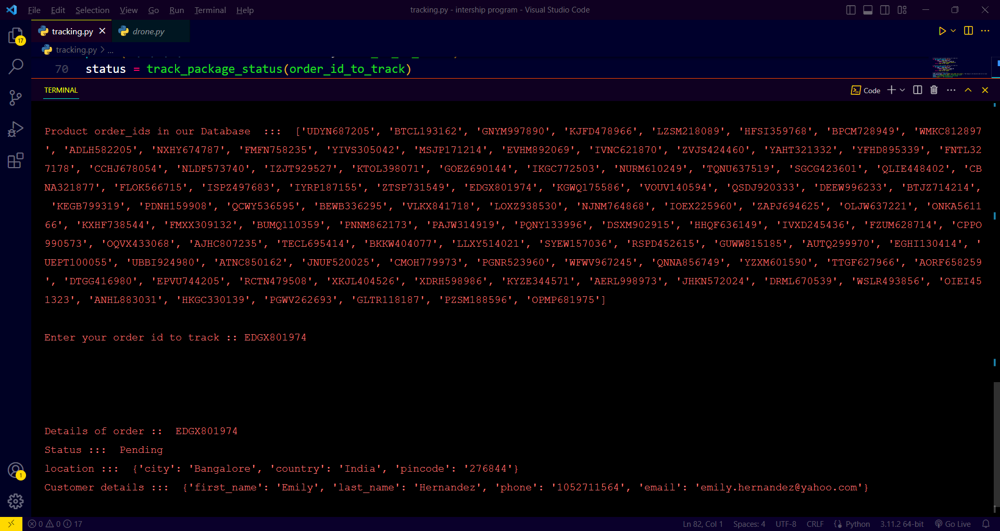 File Edit Selection View Go Run Terminal Help tracking.py - intership program - Visual Studio Code
17 tracking.py drone.py
tracking.py > ...
70 status = track_package_status(order_id_to_track)
TERMINAL Code
Product order_ids in our Database  :::  ['UDYN687205', 'BTCL193162', 'GNYM997890', 'KJFD478966', 'LZSM218089', 'HFSI359768', 'BPCM728949', 'WMKC812897
', 'ADLH582205', 'NXHY674787', 'FMFN758235', 'YIVS305042', 'MSJP171214', 'EVHM892069', 'IVNC621870', 'ZVJS424460', 'YAHT321332', 'YFHD895339', 'FNTL32
7178', 'CCHJ678054', 'NLDF573740', 'IZJT929527', 'KTOL398071', 'GOEZ690144', 'IKGC772503', 'NURM610249', 'TQNU637519', 'SGCG423601', 'QLIE448402', 'CB
NA321877', 'FLOK566715', 'ISPZ497683', 'IYRP187155', 'ZTSP731549', 'EDGX801974', 'KGWQ175586', 'VOUV140594', 'QSDJ920333', 'DEEW996233', 'BTJZ714214',
'KEGB799319', 'PDNH159908', 'QCWY536595', 'BEWB336295', 'VLKX841718', 'LOXZ938530', 'NJNM764868', 'IOEX225960', 'ZAPJ694625', 'OLJW637221', 'ONKA5611
66', 'KXHF738544', 'FMXX309132', 'BUMQ110359', 'PNNM862173', 'PAJW314919', 'PQNY133996', 'DSXM902915', 'HHQF636149', 'IVXD245436', 'FZUM628714', 'CPPO
990573', 'OQVX433068', 'AJHC807235', 'TECL695414', 'BKKW404077', 'LLXY514021', 'SYEW157036', 'RSPD452615', 'GUWW815185', 'AUTQ299970', 'EGHI130414', '
UEPT100055', 'UBBI924980', 'ATNC850162', 'JNUF520025', 'CMOH779973', 'PGNR523960', 'WFWV967245', 'QNNA856749', 'YZXM601590', 'TTGF627966', 'AORF658259
', 'DTGG416980', 'EPVU744205', 'RCTN479508', 'XKJL404526', 'XDRH598986', 'KYZE344571', 'AERL998973', 'JHKN572024', 'DRML670539', 'WSLR493856', 'OIEI45
1323', 'ANHL883031', 'HKGC330139', 'PGWV262693', 'GLTR118187', 'PZSM188596', 'OPMP681975']
Enter your order id to track :: EDGX801974
Details of order ::  EDGX801974
Status :::  Pending
location :::  {'city': 'Bangalore', 'country': 'India', 'pincode': '276844'}
Customer details :::  {'first_name': 'Emily', 'last_name': 'Hernandez', 'phone': '1052711564', 'email': 'emily.hernandez@yahoo.com'}
1
0 0 17 Ln 82, Col 1 Spaces: 4 UTF-8 CRLF Python 3.11.2 64-bit Go Live